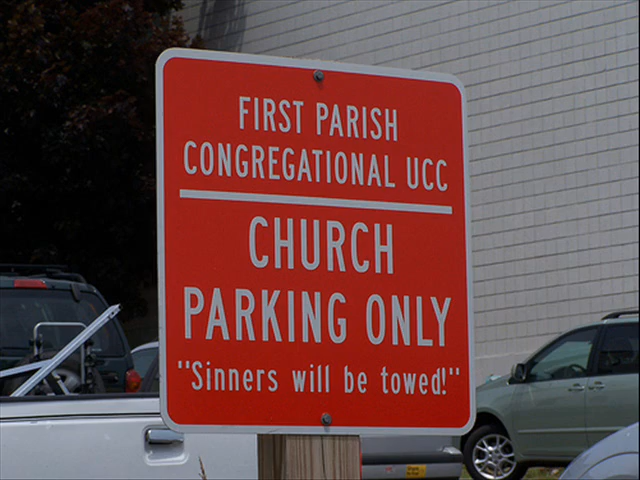 FIRST PARISH
CONGREGATIONAL UCC
CHURCH
PARKING ONLY
"Sinners will be towed!"